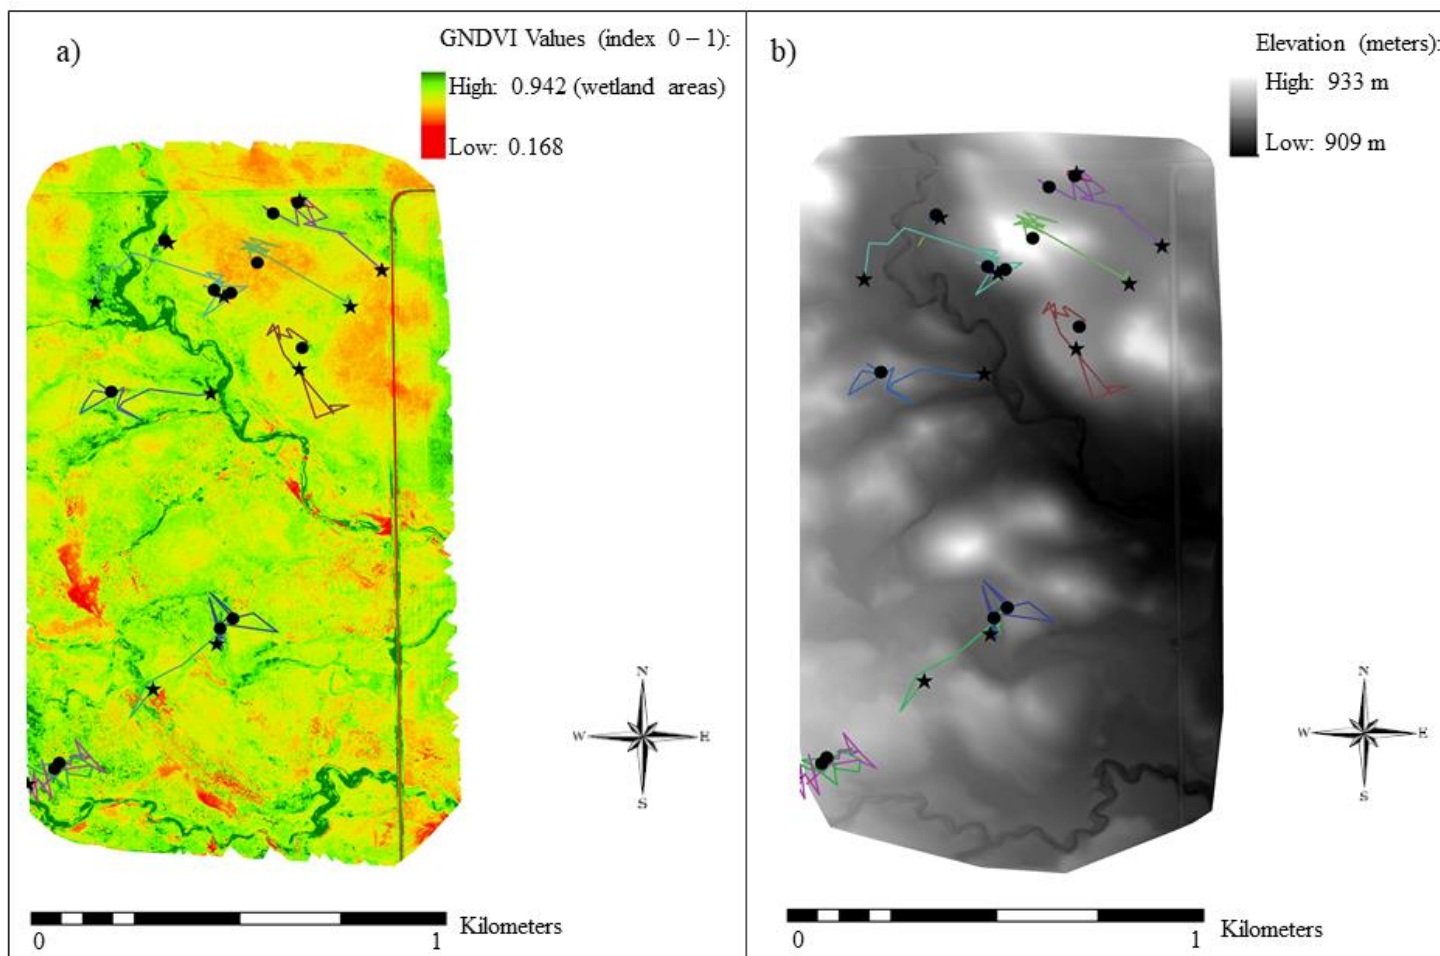 a)
GNDVI Values (index 0 – 1):
High: 0.942 (wetland areas)
Low: 0.168
N
W E
S
0 1 Kilometers
b)
Elevation (meters):
High: 933 m
Low: 909 m
N
W E
S
0 1 Kilometers